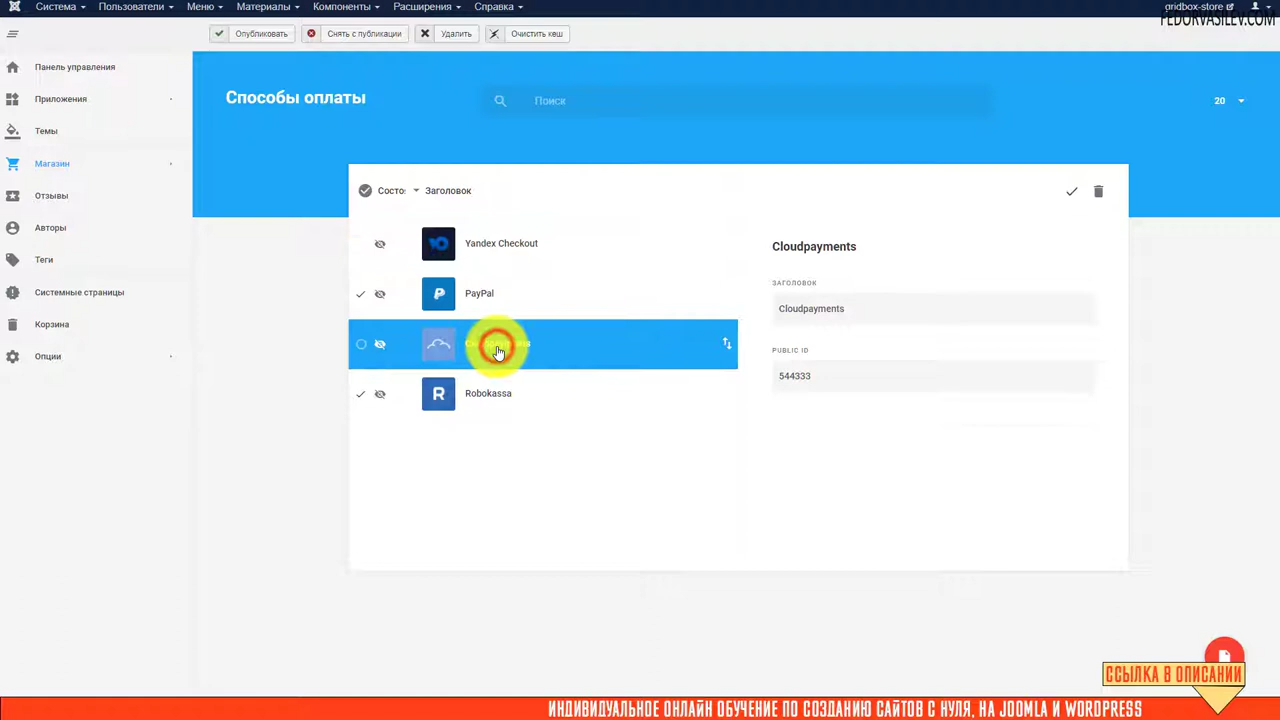 Система
Пользователи
Меню
Материалы
Компоненты
Расширения
Справка
gridbox-store
FEDORVASILEV.COM
Опубликовать
Снять с публикации
Удалить
Очистить кеш
Панель управления
Приложения
Темы
Магазин
Отзывы
Авторы
Теги
Системные страницы
Корзина
Опции
Способы оплаты
Поиск
20
Состо
Заголовок
Yandex Checkout
PayPal
Robokassa
Cloudpayments
ЗАГОЛОВОК
Cloudpayments
PUBLIC ID
544333
ССЫЛКА В ОПИСАНИИ
ИНДИВИДУАЛЬНОЕ ОНЛАЙН ОБУЧЕНИЕ ПО СОЗДАНИЮ САЙТОВ С НУЛЯ, НА JOOMLA И WORDPRESS